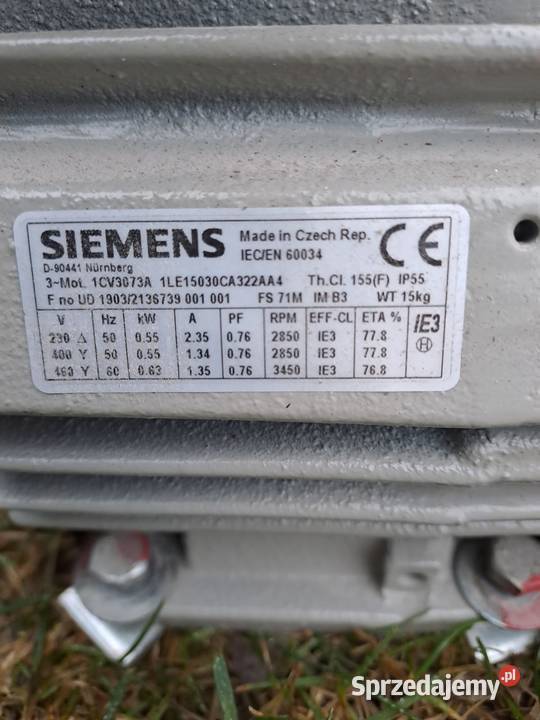 SIEMENS Made in Czech Rep. CE
D-90441 Nürnberg IEC/EN 60034
3-Mot. 1CV3073A 1LE15030CA322AA4 Th.Cl. 155(F) IP55
F no UD 1903/2136739 001 001 FS 71M IM B3 WT 15kg
V Hz kW A PF RPM EFF-CL ETA % IE3
230 Δ 50 0.55 2.35 0.76 2850 IE3 77.8 H
400 Y 50 0.55 1.34 0.76 2850 IE3 77.8
460 Y 60 0.63 1.35 0.76 3450 IE3 76.8
Sprzedajemy.pl